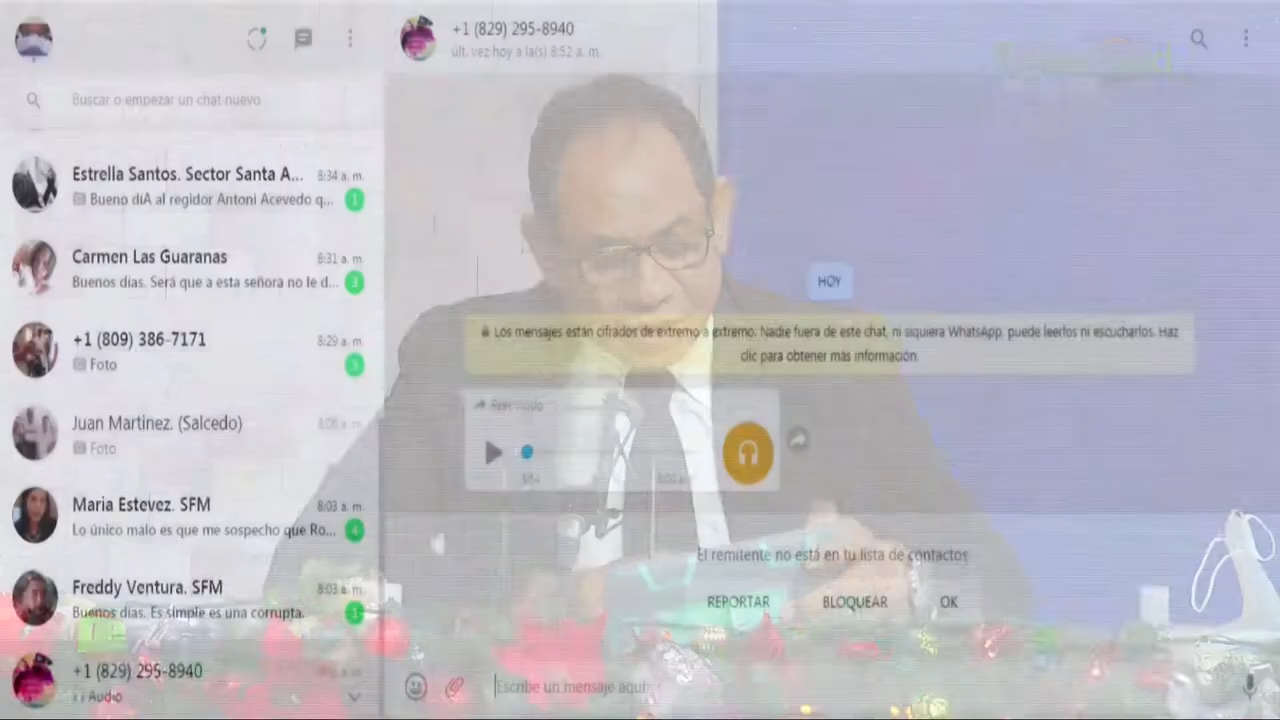 +1 (829) 295-8940
últ. vez hoy a la(s) 8:52 a. m.
Buscar o empezar un chat nuevo
Estrella Santos. Sector Santa A... 8:34 a. m.
Bueno diA al regidor Antoni Acevedo q... 1
Carmen Las Guaranas 8:31 a. m.
Buenos dias. Será que a esta señora no le d... 3
+1 (809) 386-7171 8:29 a. m.
Foto
Juan Martinez. (Salcedo)
Foto
Maria Estevez. SFM 8:03 a. m.
Lo único malo es que me sospecho que Ro... 4
Freddy Ventura. SFM 8:03 a. m.
Buenos dias. Es simple es una corrupta. 1
+1 (829) 295-8940
Audio
HOY
Los mensajes están cifrados de extremo a extremo. Nadie fuera de este chat, ni siquiera WhatsApp, puede leerlos ni escucharlos. Haz
clic para obtener más información.
Reenviado
El remitente no está en tu lista de contactos
REPORTAR BLOQUEAR OK
Escribe un mensaje aquí